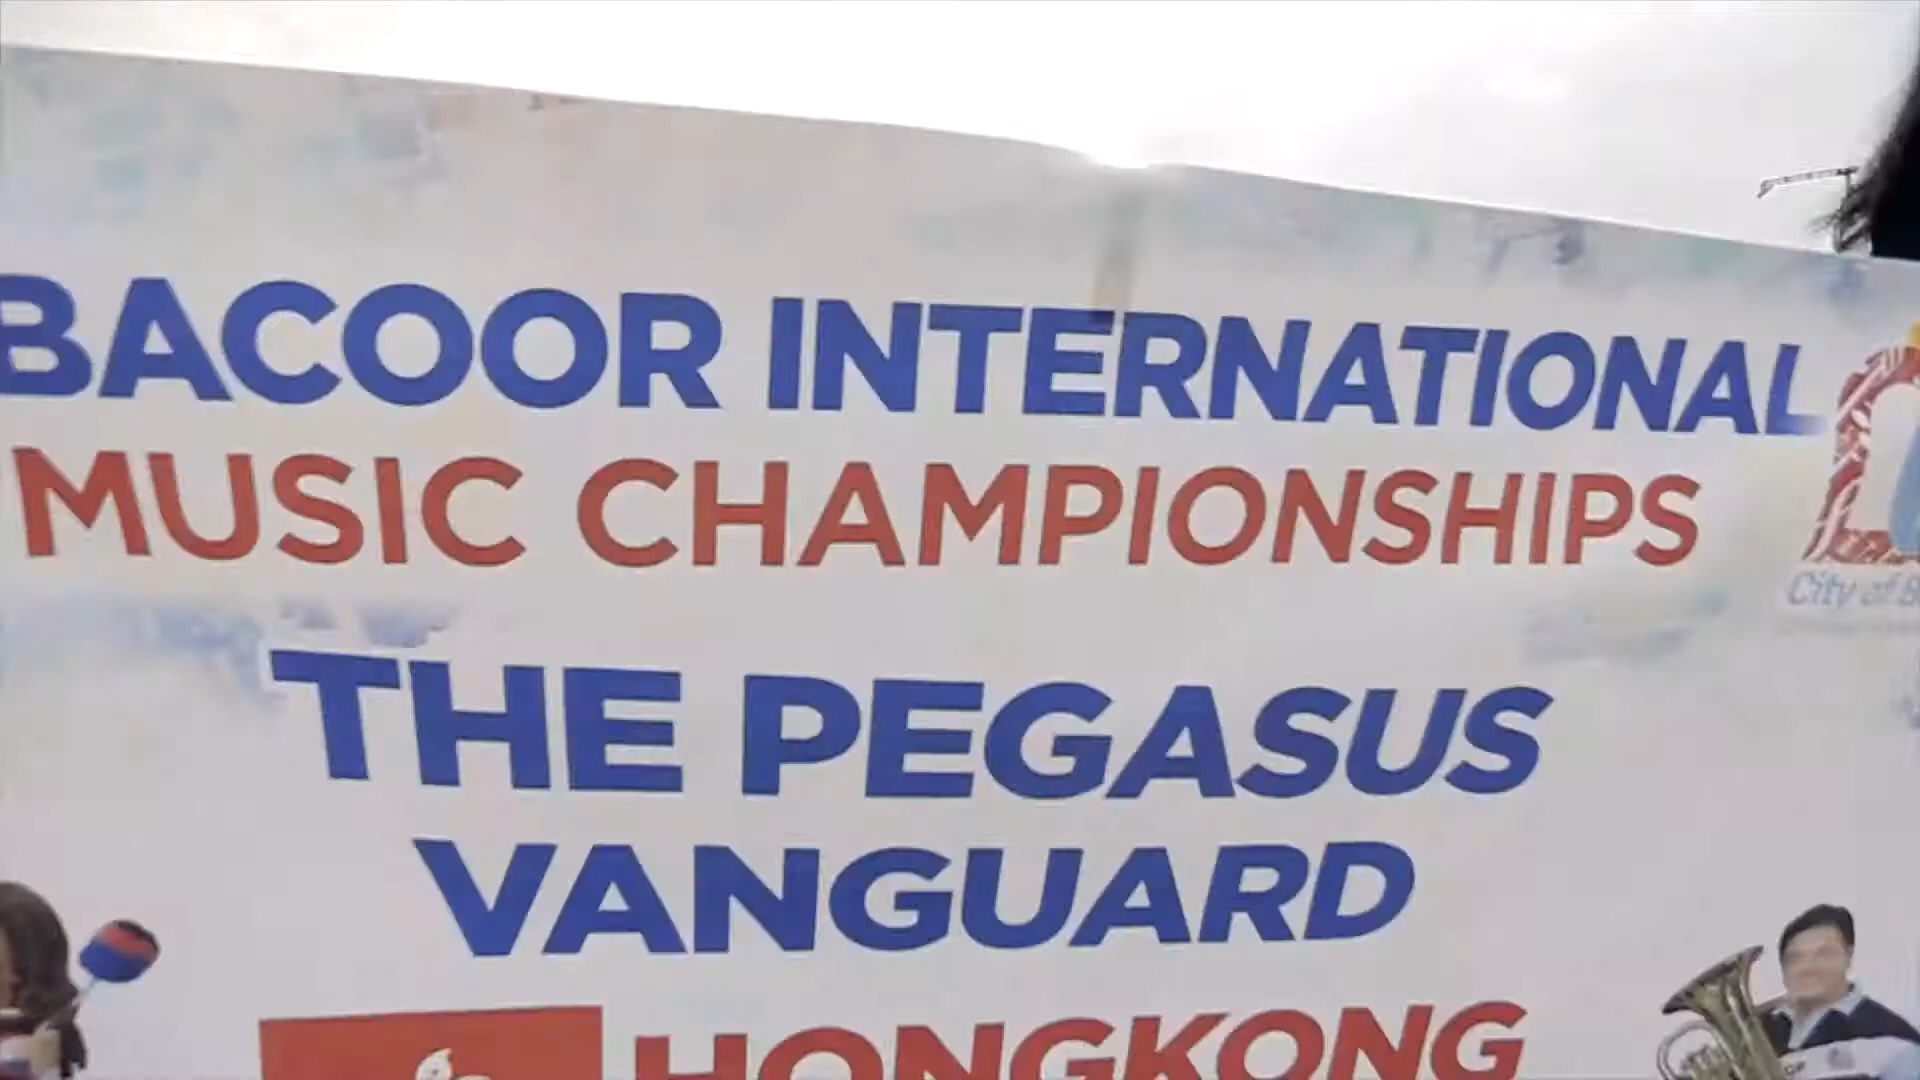 BACOOR INTERNATIONAL
MUSIC CHAMPIONSHIPS
City of
THE PEGASUS
VANGUARD
HONGKONG